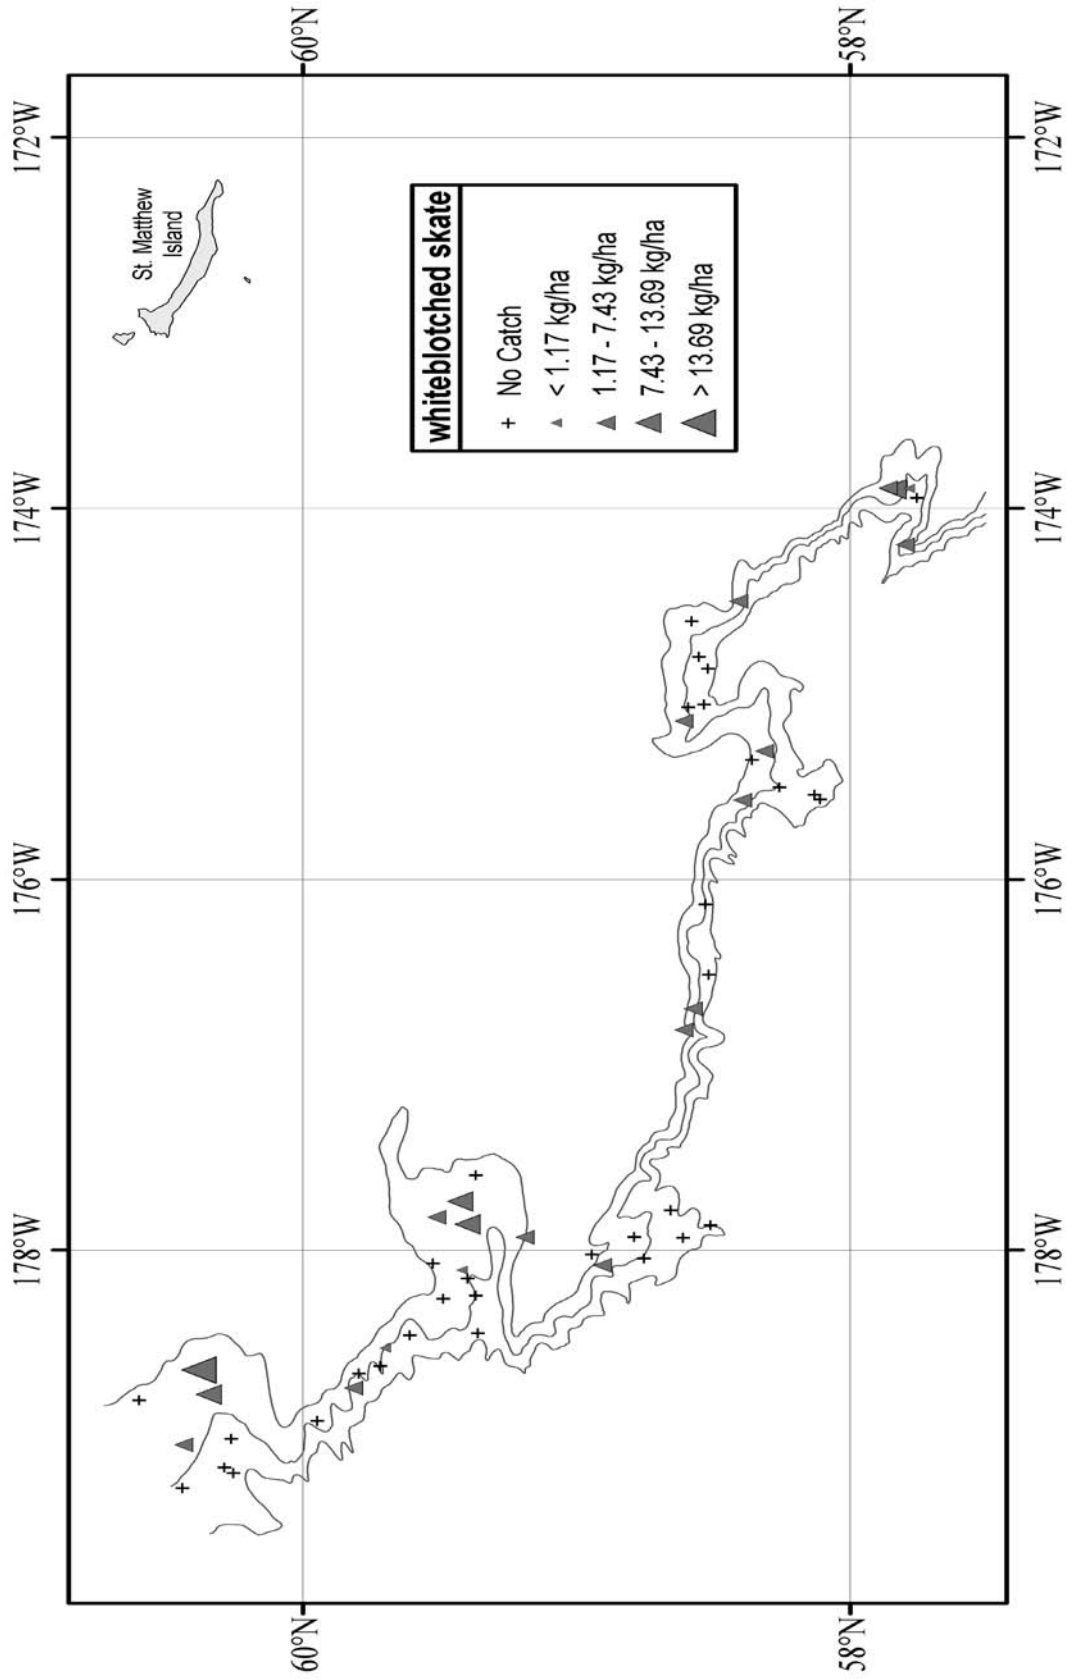 178°W
176°W
174°W
172°W
60°N
60°N
St. Matthew
Island
whiteblotched skate
No Catch
< 1.17 kg/ha
1.17 - 7.43 kg/ha
7.43 - 13.69 kg/ha
> 13.69 kg/ha
58°N
58°N
178°W
176°W
174°W
172°W